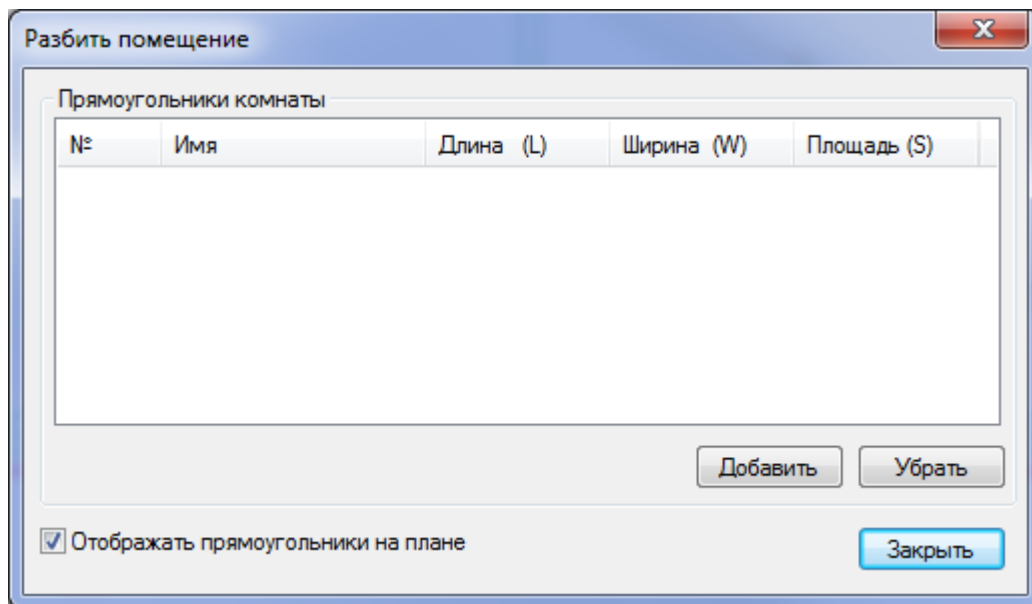 Разбить помещение
Прямоугольники комнаты
№ Имя Длина (L) Ширина (W) Площадь (S)
Добавить Убрать
Отображать прямоугольники на плане
Закрыть